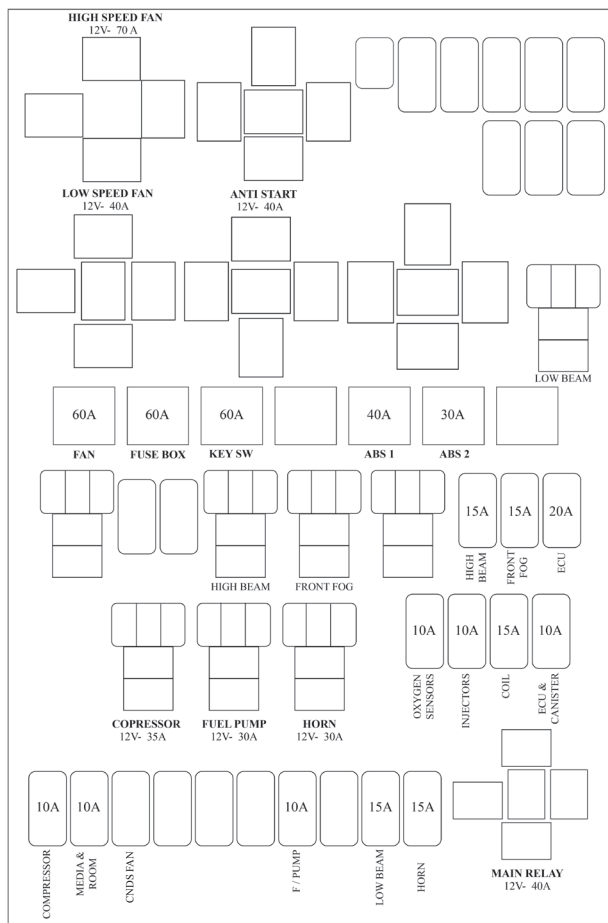 HIGH SPEED FAN
12V- 70 A
LOW SPEED FAN
12V- 40A
ANTI START
12V- 40A
LOW BEAM
60A
60A
60A
40A
30A
FAN
FUSE BOX
KEY SW
ABS 1
ABS 2
15A
15A
20A
HIGH
BEAM
FRONT
FOG
ECU
HIGH BEAM
FRONT FOG
10A
10A
15A
10A
OXYGEN
SENSORS
INJECTORS
COIL
ECU &
CANISTER
COPRESSOR
12V- 35A
FUEL PUMP
12V- 30A
HORN
12V- 30A
10A
10A
10A
15A
15A
COMPRESSOR
MEDIA &
ROOM
CNDS FAN
F / PUMP
LOW BEAM
HORN
MAIN RELAY
12V- 40A